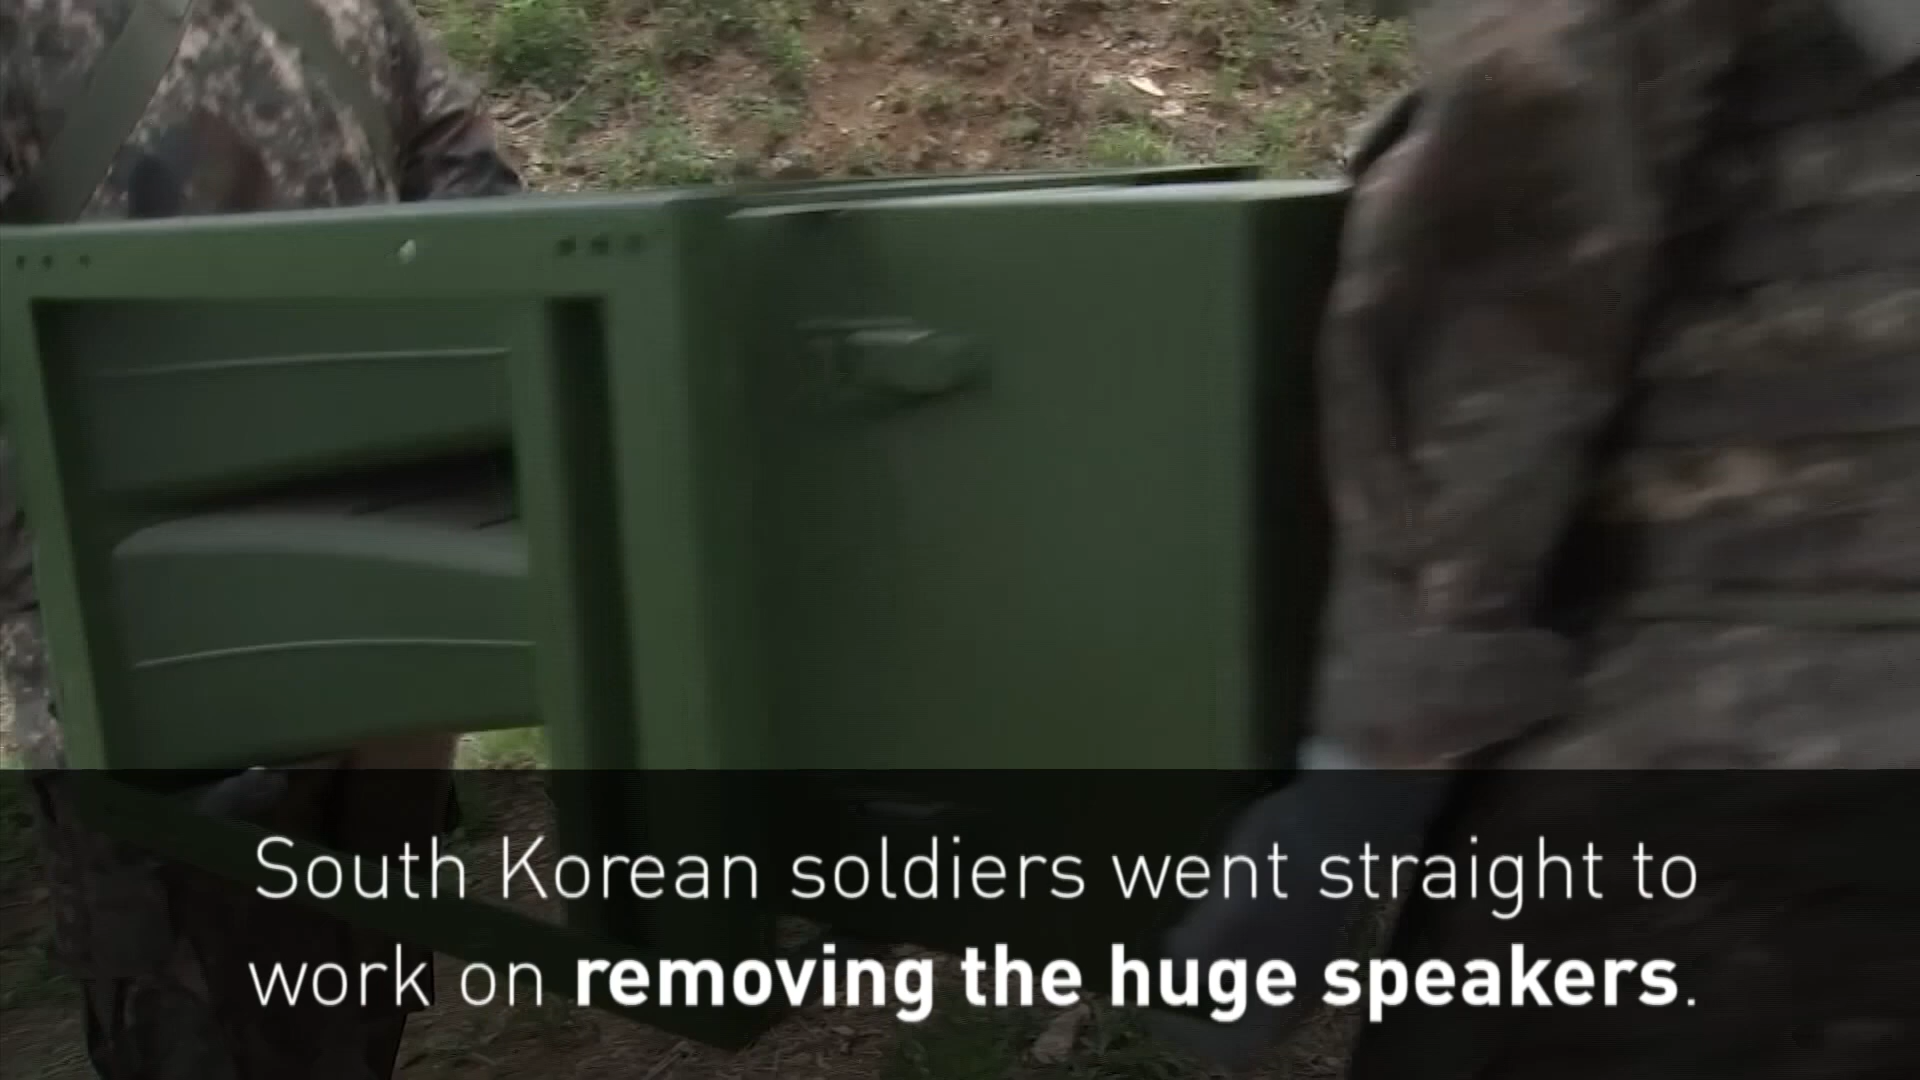 South Korean soldiers went straight to
work on removing the huge speakers.